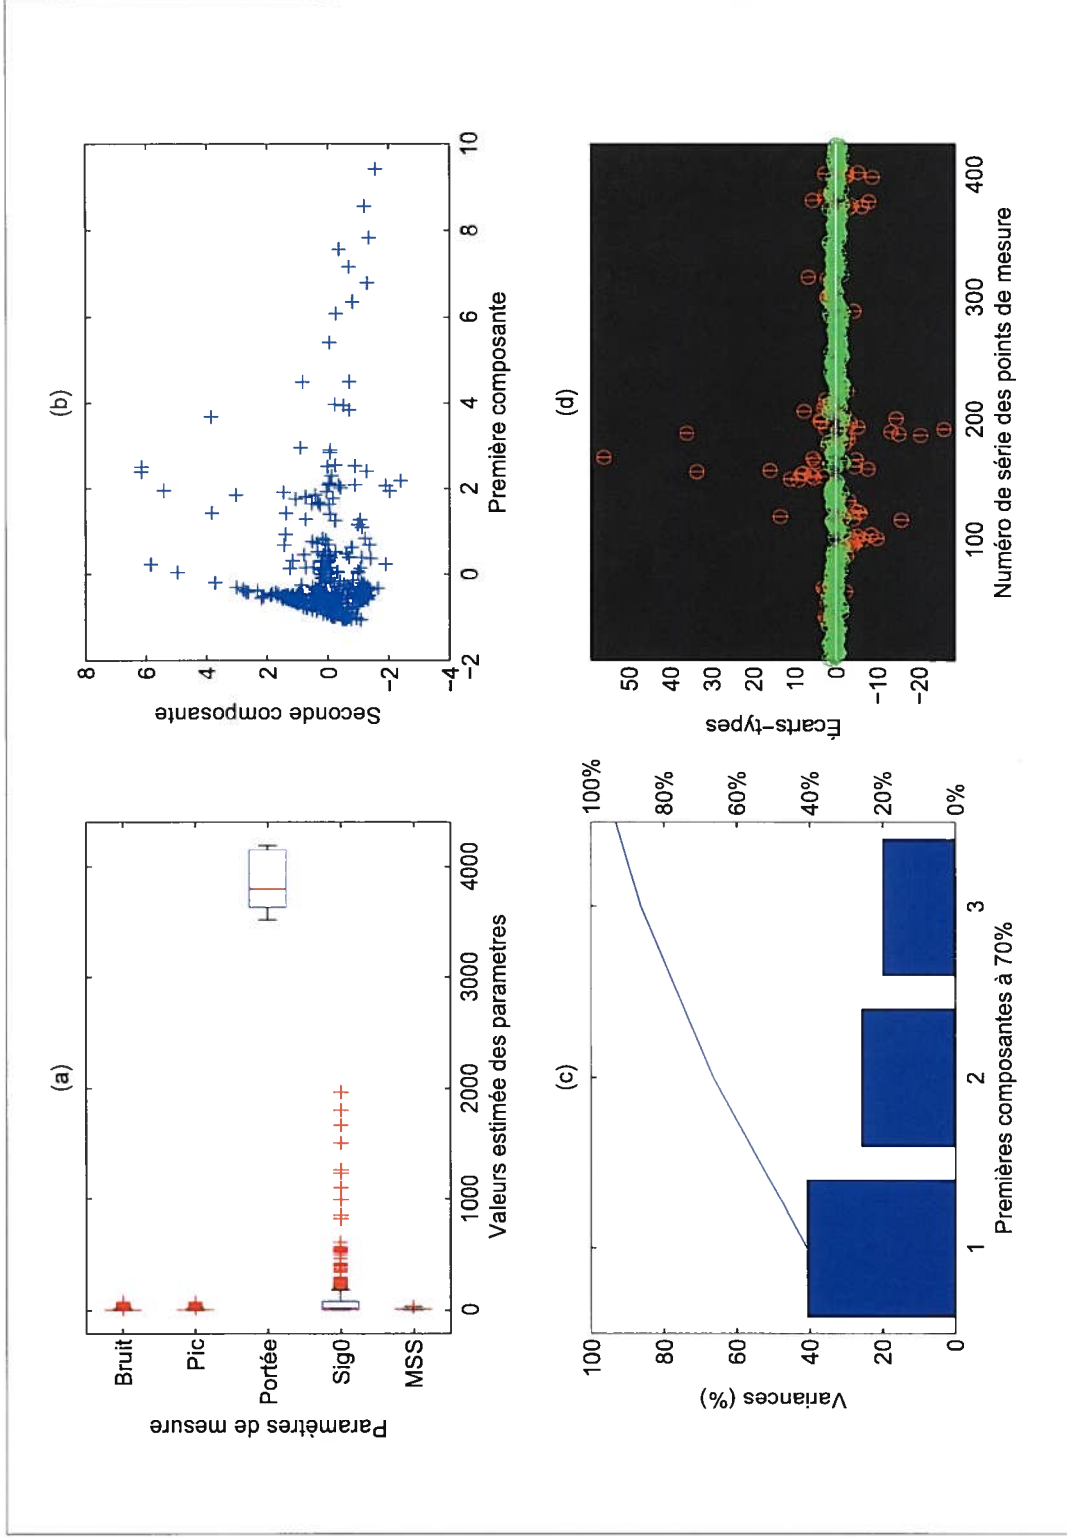 (a)
Paramètres de mesure
Bruit
Pic
Portée
Sig0
MSS
0 1000 2000 3000 4000
Valeurs estimée des parametres
(b)
Seconde composante
8
6
4
2
0
−2
−4
−2 0 2 4 6 8 10
Première composante
(c)
Variances (%)
100
80
60
40
20
0
100%
80%
60%
40%
20%
0%
1 2 3
Premières composantes à 70%
(d)
Écarts−types
50
40
30
20
10
0
−10
−20
100 200 300 400
Numéro de série des points de mesure